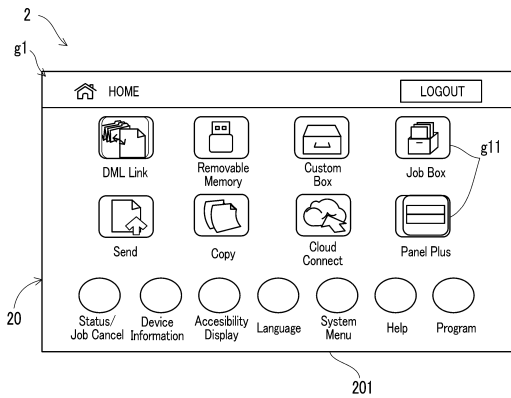 2
g1
HOME
LOGOUT
g11
DML Link
Removable
Memory
Custom
Box
Job Box
Send
Copy
Cloud
Connect
Panel Plus
20
Status/
Job Cancel
Device
Information
Accesibility
Display
Language
System
Menu
Help
Program
201